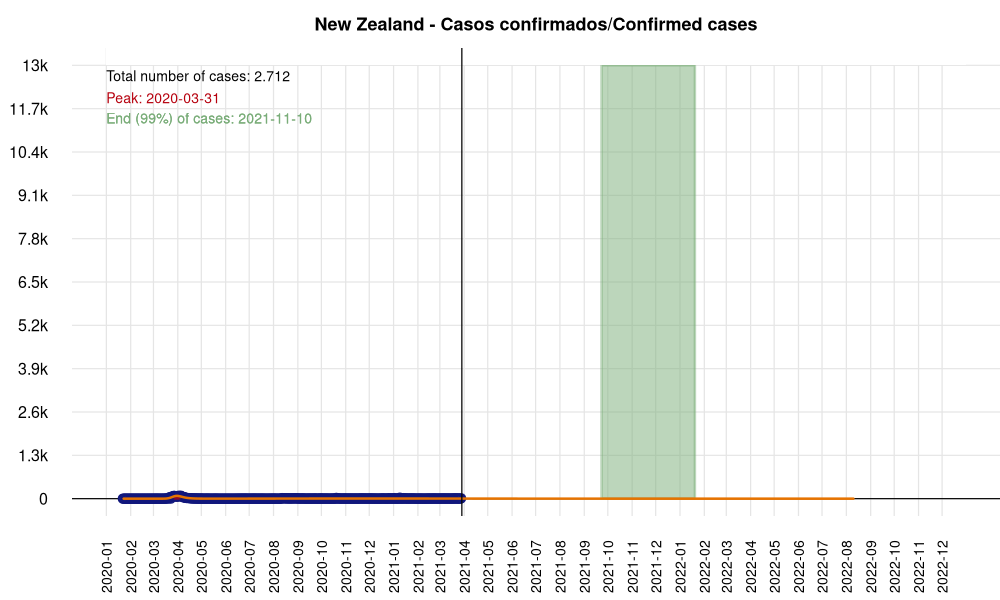 New Zealand - Casos confirmados/Confirmed cases
Total number of cases: 2.712
Peak: 2020-03-31
End (99%) of cases: 2021-11-10
13k
11.7k
10.4k
9.1k
7.8k
6.5k
5.2k
3.9k
2.6k
1.3k
0
2020-01
2020-02
2020-03
2020-04
2020-05
2020-06
2020-07
2020-08
2020-09
2020-10
2020-11
2020-12
2021-01
2021-02
2021-03
2021-04
2021-05
2021-06
2021-07
2021-08
2021-09
2021-10
2021-11
2021-12
2022-01
2022-02
2022-03
2022-04
2022-05
2022-06
2022-07
2022-08
2022-09
2022-10
2022-11
2022-12